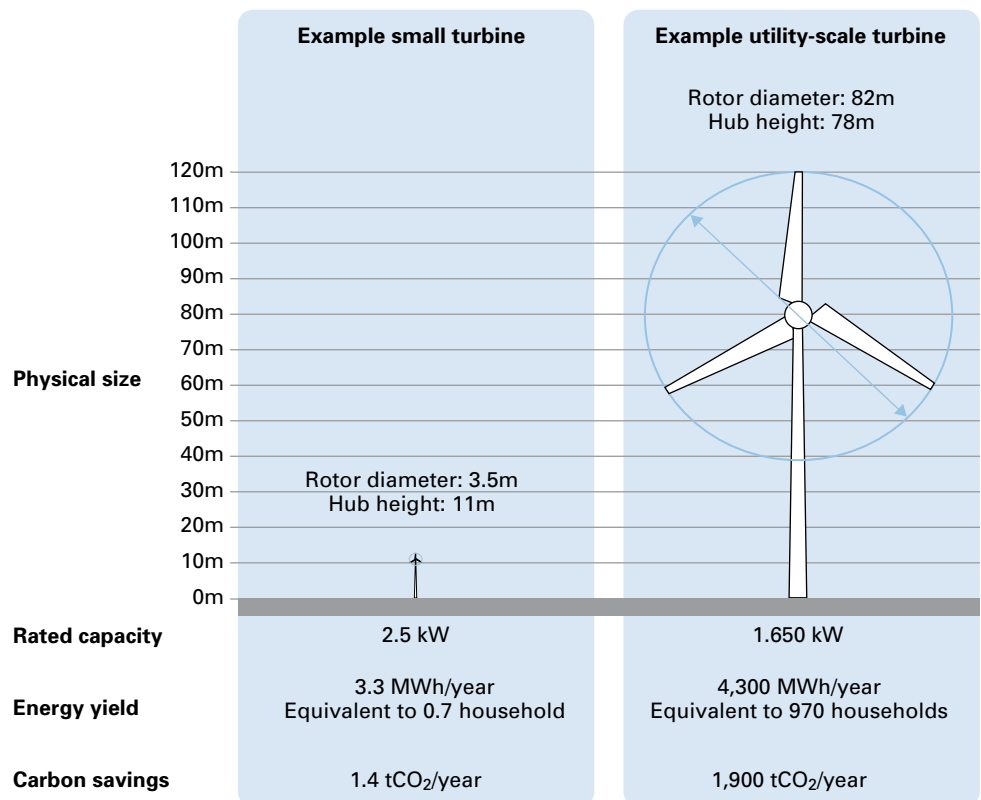 Example small turbine
Example utility-scale turbine
Rotor diameter: 82m
Hub height: 78m
120m
110m
100m
90m
80m
70m
Physical size
60m
50m
40m
Rotor diameter: 3.5m
30m
Hub height: 11m
20m
10m
0m
Rated capacity
2.5 kW
1.650 kW
Energy yield
3.3 MWh/year
Equivalent to 0.7 household
4,300 MWh/year
Equivalent to 970 households
Carbon savings
1.4 tCO₂/year
1,900 tCO₂/year